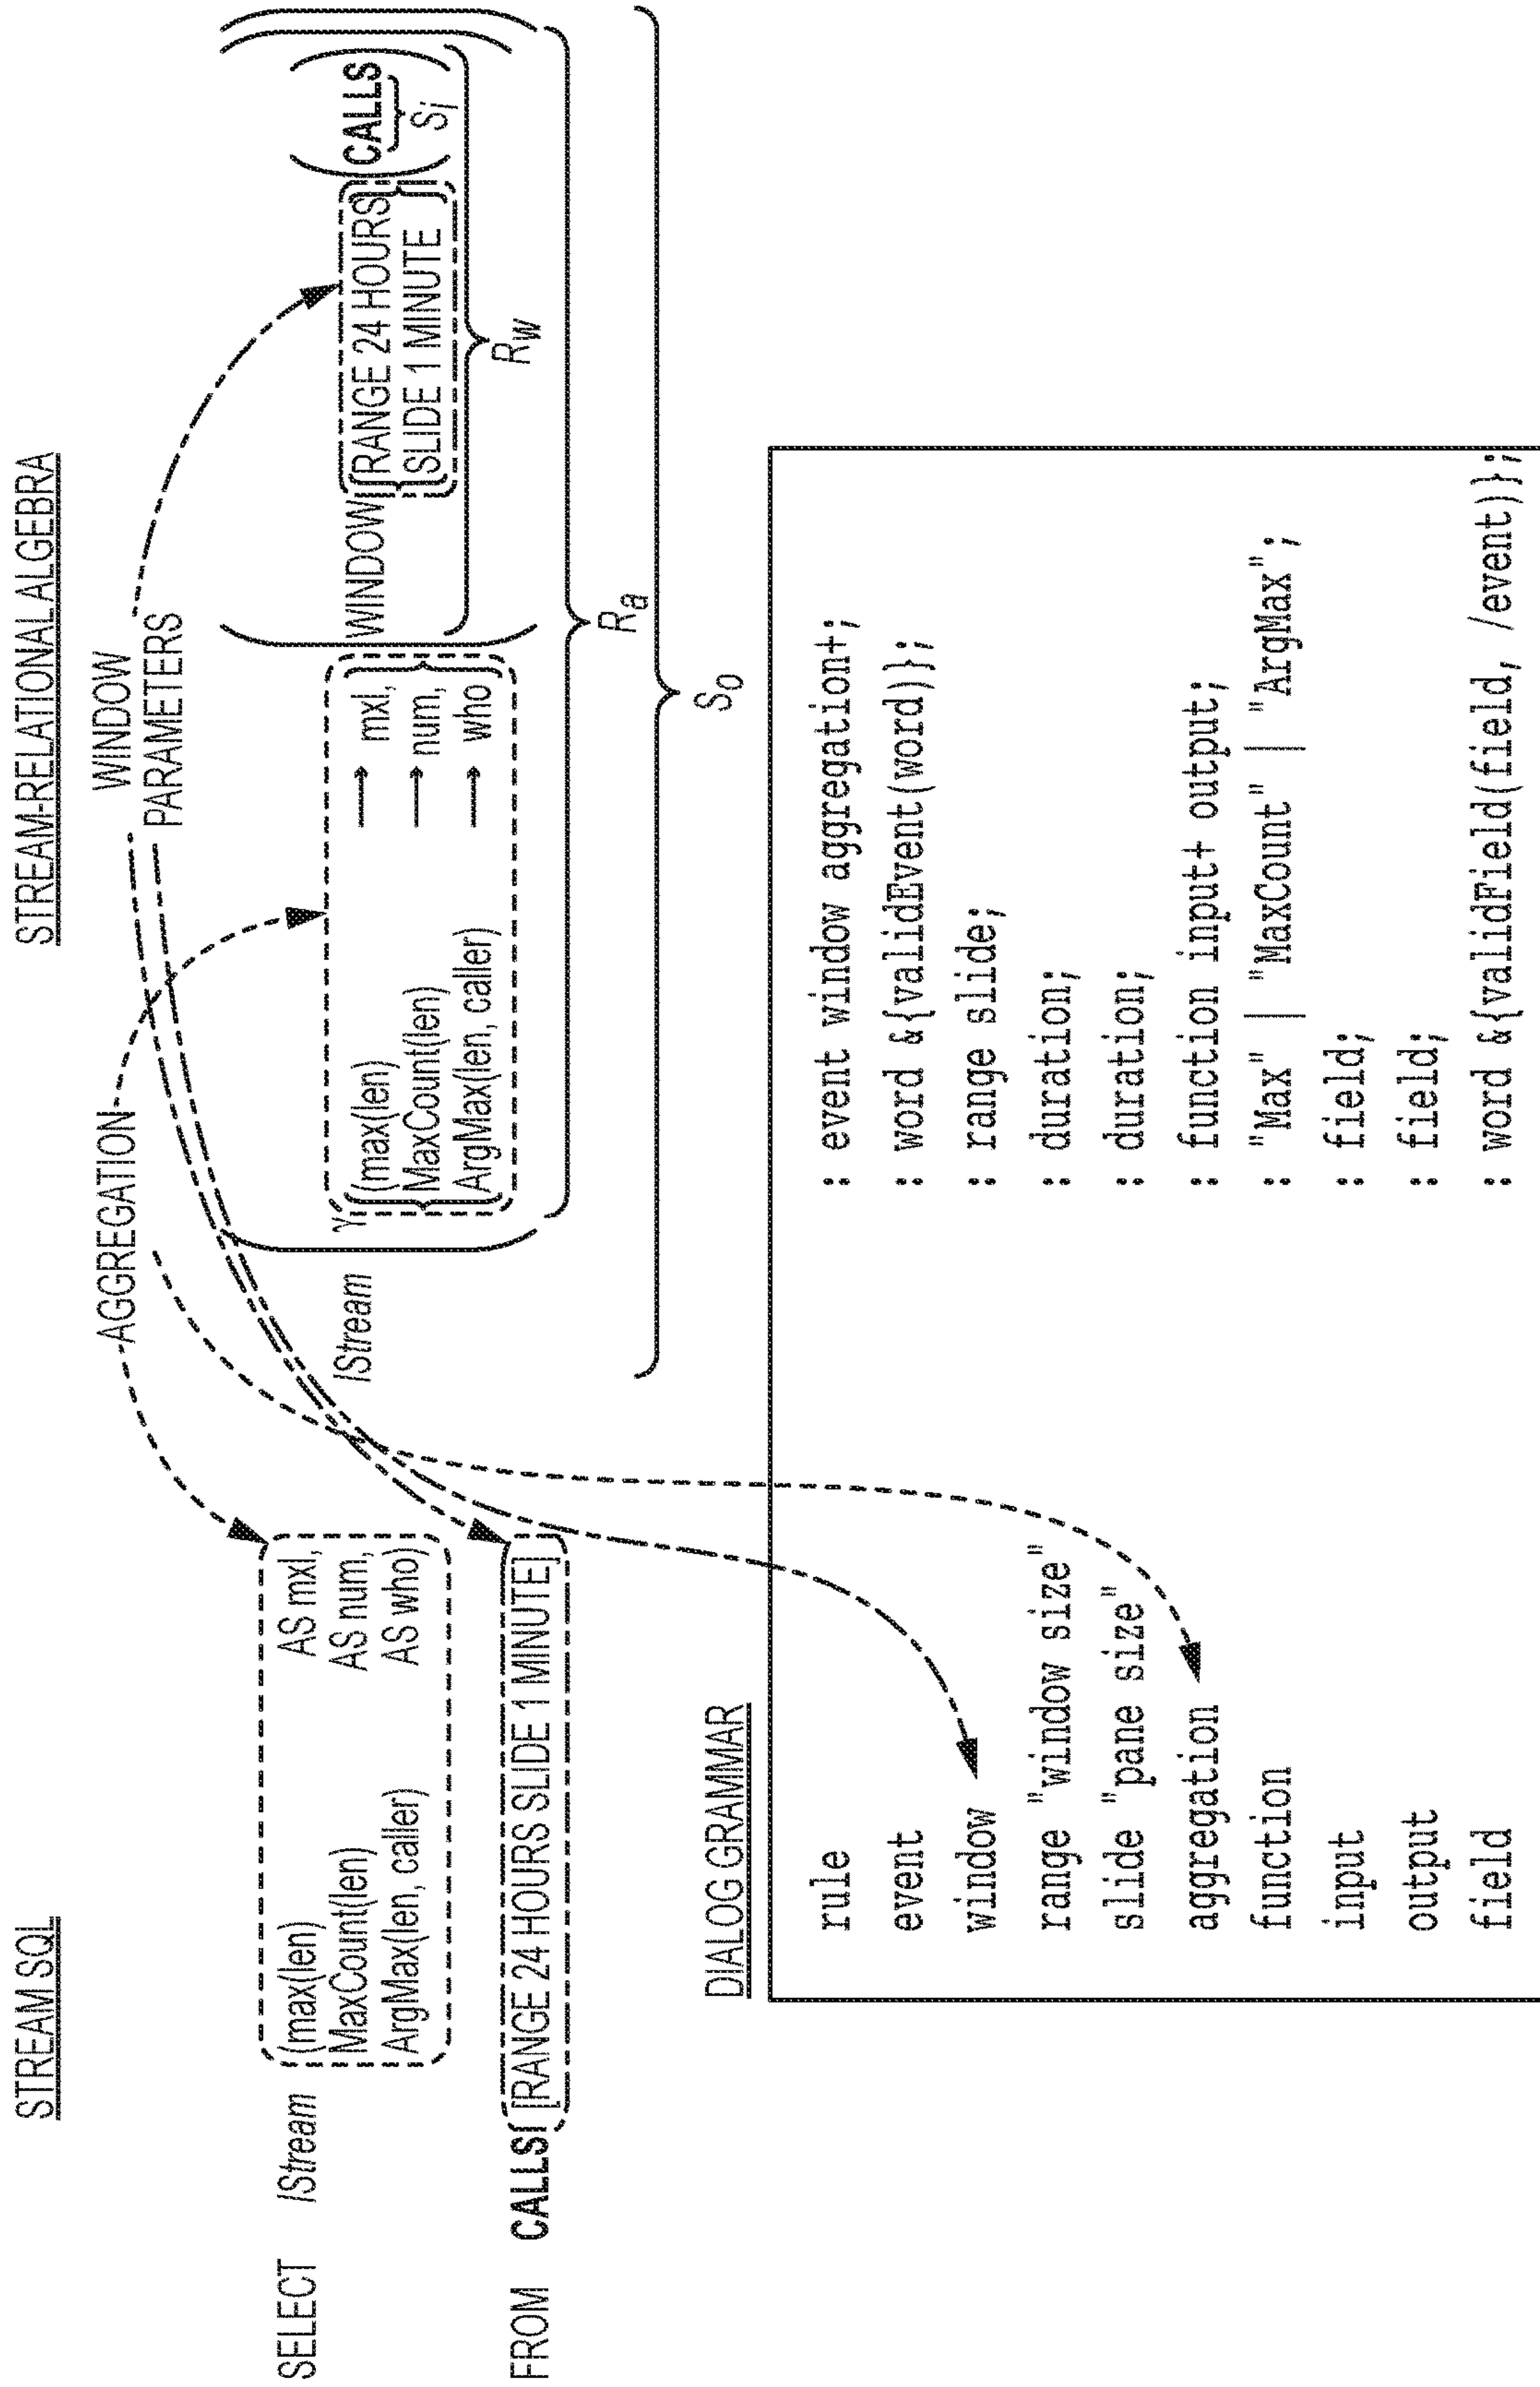 STREAM SQL
SELECT IStream (max(len) AS mxl,
MaxCount(len) AS num,
ArgMax(len, caller) AS who)
FROM CALLS[ [RANGE 24 HOURS SLIDE 1 MINUTE]
AGGREGATION
WINDOW
PARAMETERS
STREAM-RELATIONAL ALGEBRA
IStream ( γ (max(len) → mxl, ( WINDOW RANGE 24 HOURS ( CALLS ) ) )
MaxCount(len) → num, SLIDE 1 MINUTE Si
ArgMax(len, caller) → who
Rw
Ra
So
DIALOG GRAMMAR
rule : event window aggregation+;
event : word &{validEvent(word)};
window : range slide;
range "window size" : duration;
slide "pane size" : duration;
aggregation : function input+ output;
function : "Max" | "MaxCount" | "ArgMax";
input : field;
output : field;
field : word &{validField(field, /event)};